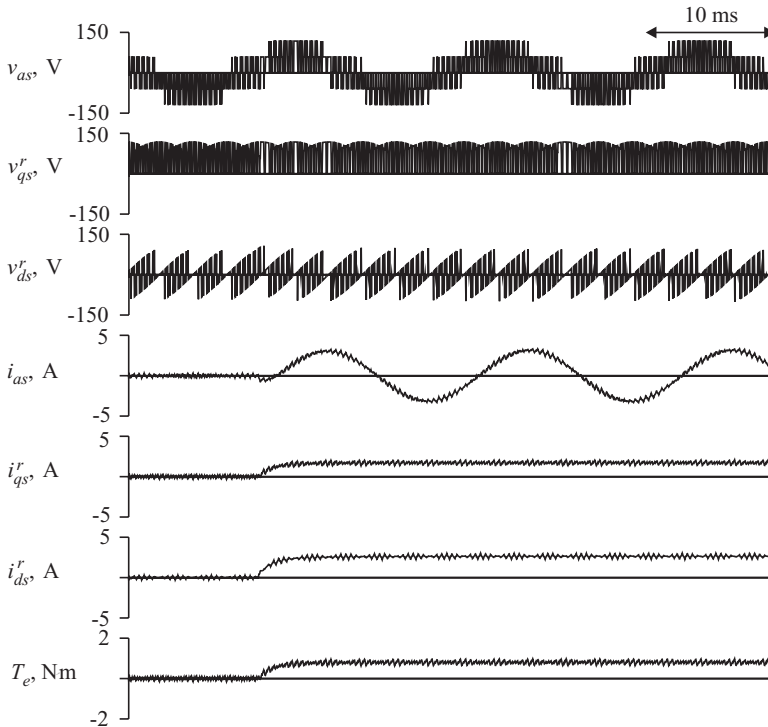 10 ms
150
v_as, V
-150
150
v^r_qs, V
-150
150
v^r_ds, V
-150
5
i_as, A
-5
5
i^r_qs, A
-5
5
i^r_ds, A
-5
2
T_e, N·m
-2